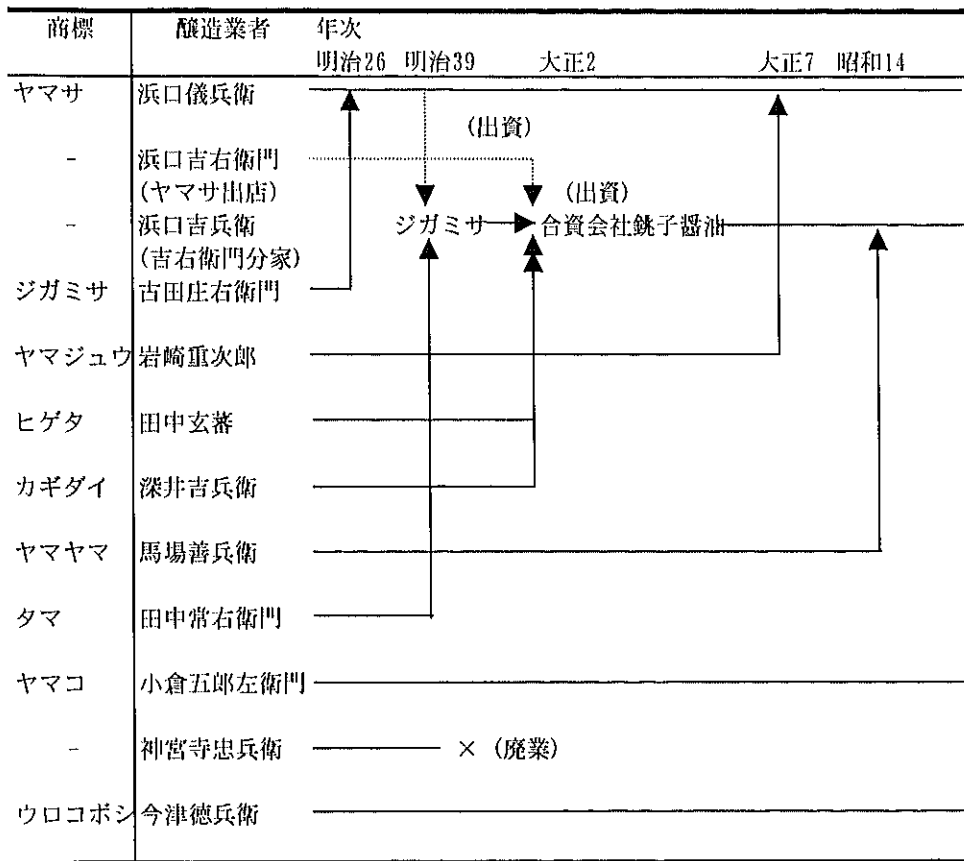 商標 醸造業者 年次
明治26 明治39 大正2 大正7 昭和14
ヤマサ 浜口儀兵衛
(出資)
- 浜口吉右衛門
(ヤマサ出店) (出資)
- 浜口吉兵衛 ジガミサ 合資会社銚子醤油
(吉右衛門分家)
ジガミサ 古田庄右衛門
ヤマジュウ 岩崎重次郎
ヒゲタ 田中玄蕃
カギダイ 深井吉兵衛
ヤマヤマ 馬場善兵衛
タマ 田中常右衛門
ヤマコ 小倉五郎左衛門
- 神宮寺忠兵衛 × (廃業)
ウロコボシ 今津徳兵衛